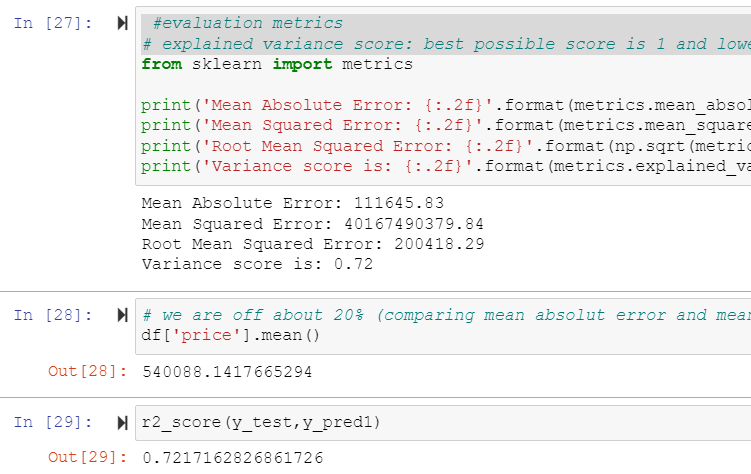 In [27]:
#evaluation metrics
# explained variance score: best possible score is 1 and lowe
from sklearn import metrics
print('Mean Absolute Error: {:.2f}'.format(metrics.mean_absol
print('Mean Squared Error: {:.2f}'.format(metrics.mean_square
print('Root Mean Squared Error: {:.2f}'.format(np.sqrt(metric
print('Variance score is: {:.2f}'.format(metrics.explained_va
Mean Absolute Error: 111645.83
Mean Squared Error: 40167490379.84
Root Mean Squared Error: 200418.29
Variance score is: 0.72
In [28]:
# we are off about 20% (comparing mean absolut error and mean
df['price'].mean()
Out[28]: 540088.1417665294
In [29]:
r2_score(y_test,y_pred1)
Out[29]: 0.7217162826861726